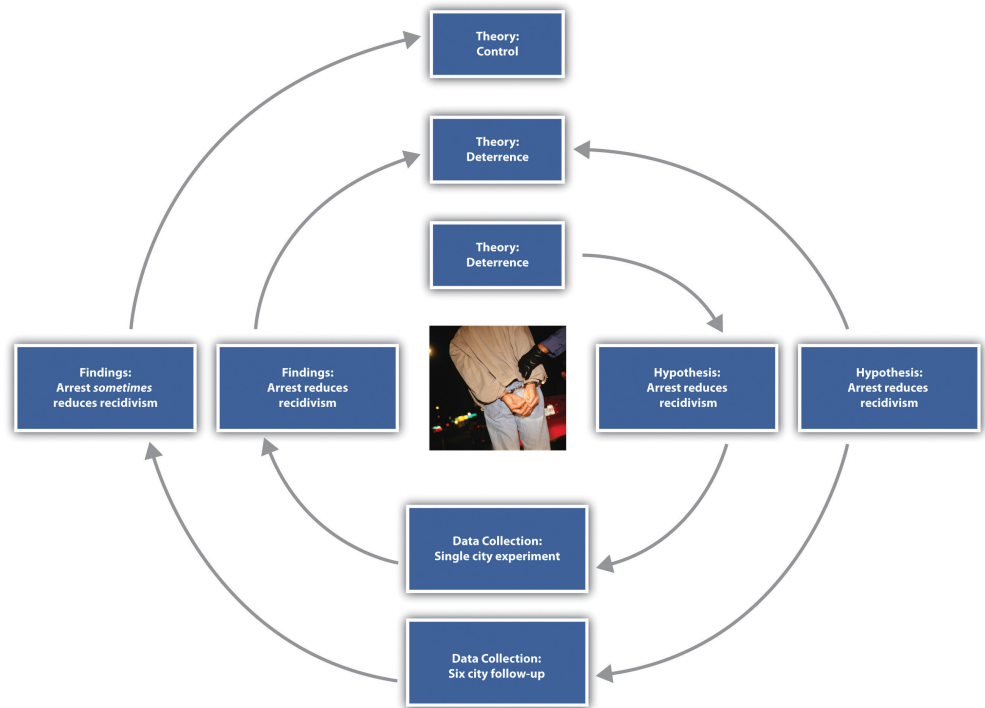 Theory:
Control
Theory:
Deterrence
Theory:
Deterrence
Findings:
Arrest sometimes
reduces recidivism
Findings:
Arrest reduces
recidivism
Hypothesis:
Arrest reduces
recidivism
Hypothesis:
Arrest reduces
recidivism
Data Collection:
Single city experiment
Data Collection:
Six city follow-up